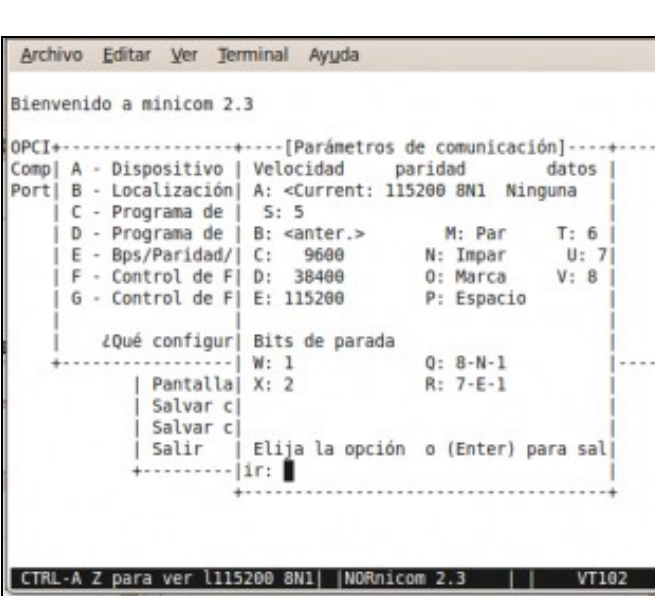 Archivo Editar Ver Terminal Ayuda
Bienvenido a minicom 2.3
OPCI+-----------------+----[Parámetros de comunicación]----+----
Comp| A - Dispositivo | Velocidad     paridad        datos |
Port| B - Localización| A: <Current: 115200 8N1  Ninguna   |
    | C - Programa de |  S: 5                              |
    | D - Programa de | B: <anter.>        M: Par     T: 6 |
    | E - Bps/Paridad/| C:   9600        N: Impar      U: 7|
    | F - Control de F| D:  38400        O: Marca     V: 8 |
    | G - Control de F| E: 115200        P: Espacio        |
    |                 |                                    |
    |    ¿Qué configur| Bits de parada                     |
    +-----------------| W: 1             Q: 8-N-1          |----
            | Pantalla| X: 2             R: 7-E-1          |
            | Salvar c|                                    |
            | Salvar c|                                    |
            | Salir   | Elija la opción  o (Enter) para sal|
            +---------|ir:                                 |
                      +------------------------------------+
CTRL-A Z para ver l115200 8N1| |NORnicom 2.3    | |    VT102